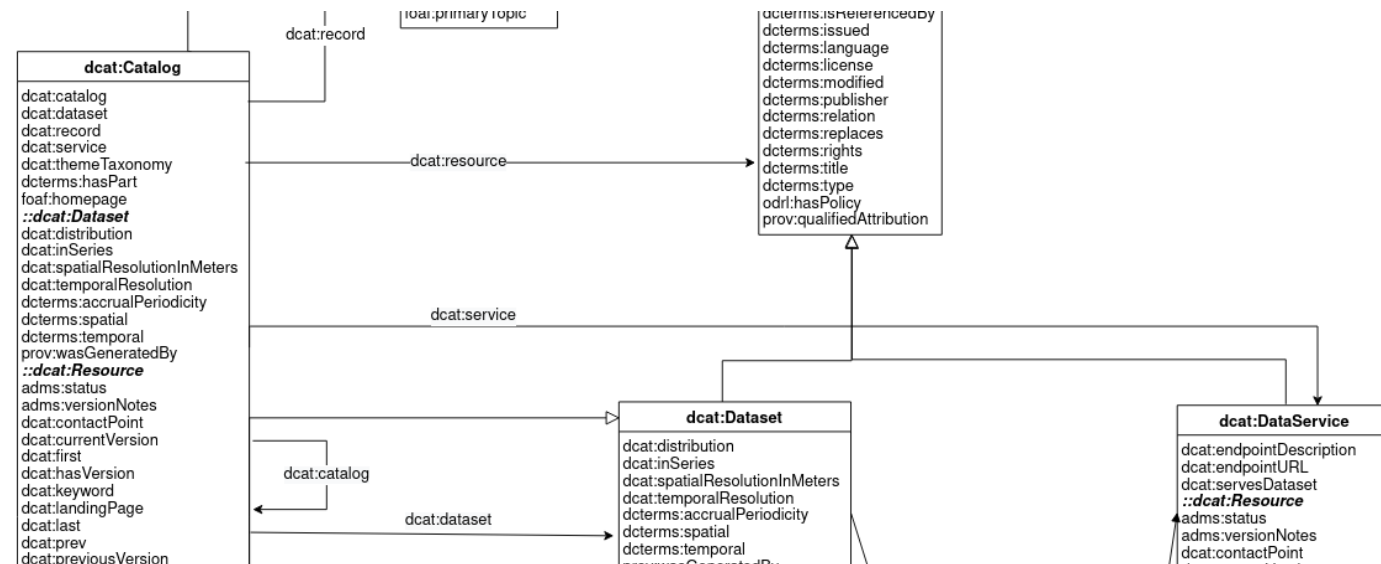 foaf:primaryTopic
dcat:record
dcterms:isReferencedBy
dcterms:issued
dcterms:language
dcterms:license
dcterms:modified
dcterms:publisher
dcterms:relation
dcterms:replaces
dcterms:rights
dcterms:title
dcterms:type
odrl:hasPolicy
prov:qualifiedAttribution
dcat:Catalog
dcat:catalog
dcat:dataset
dcat:record
dcat:service
dcat:themeTaxonomy
dcterms:hasPart
foaf:homepage
::dcat:Dataset
dcat:distribution
dcat:inSeries
dcat:spatialResolutionInMeters
dcat:temporalResolution
dcterms:accrualPeriodicity
dcterms:spatial
dcterms:temporal
prov:wasGeneratedBy
::dcat:Resource
adms:status
adms:versionNotes
dcat:contactPoint
dcat:currentVersion
dcat:first
dcat:hasVersion
dcat:keyword
dcat:landingPage
dcat:last
dcat:prev
dcat:previousVersion
dcat:resource
dcat:service
dcat:catalog
dcat:dataset
dcat:Dataset
dcat:distribution
dcat:inSeries
dcat:spatialResolutionInMeters
dcat:temporalResolution
dcterms:accrualPeriodicity
dcterms:spatial
dcterms:temporal
prov:wasGeneratedBy
dcat:DataService
dcat:endpointDescription
dcat:endpointURL
dcat:servesDataset
::dcat:Resource
adms:status
adms:versionNotes
dcat:contactPoint